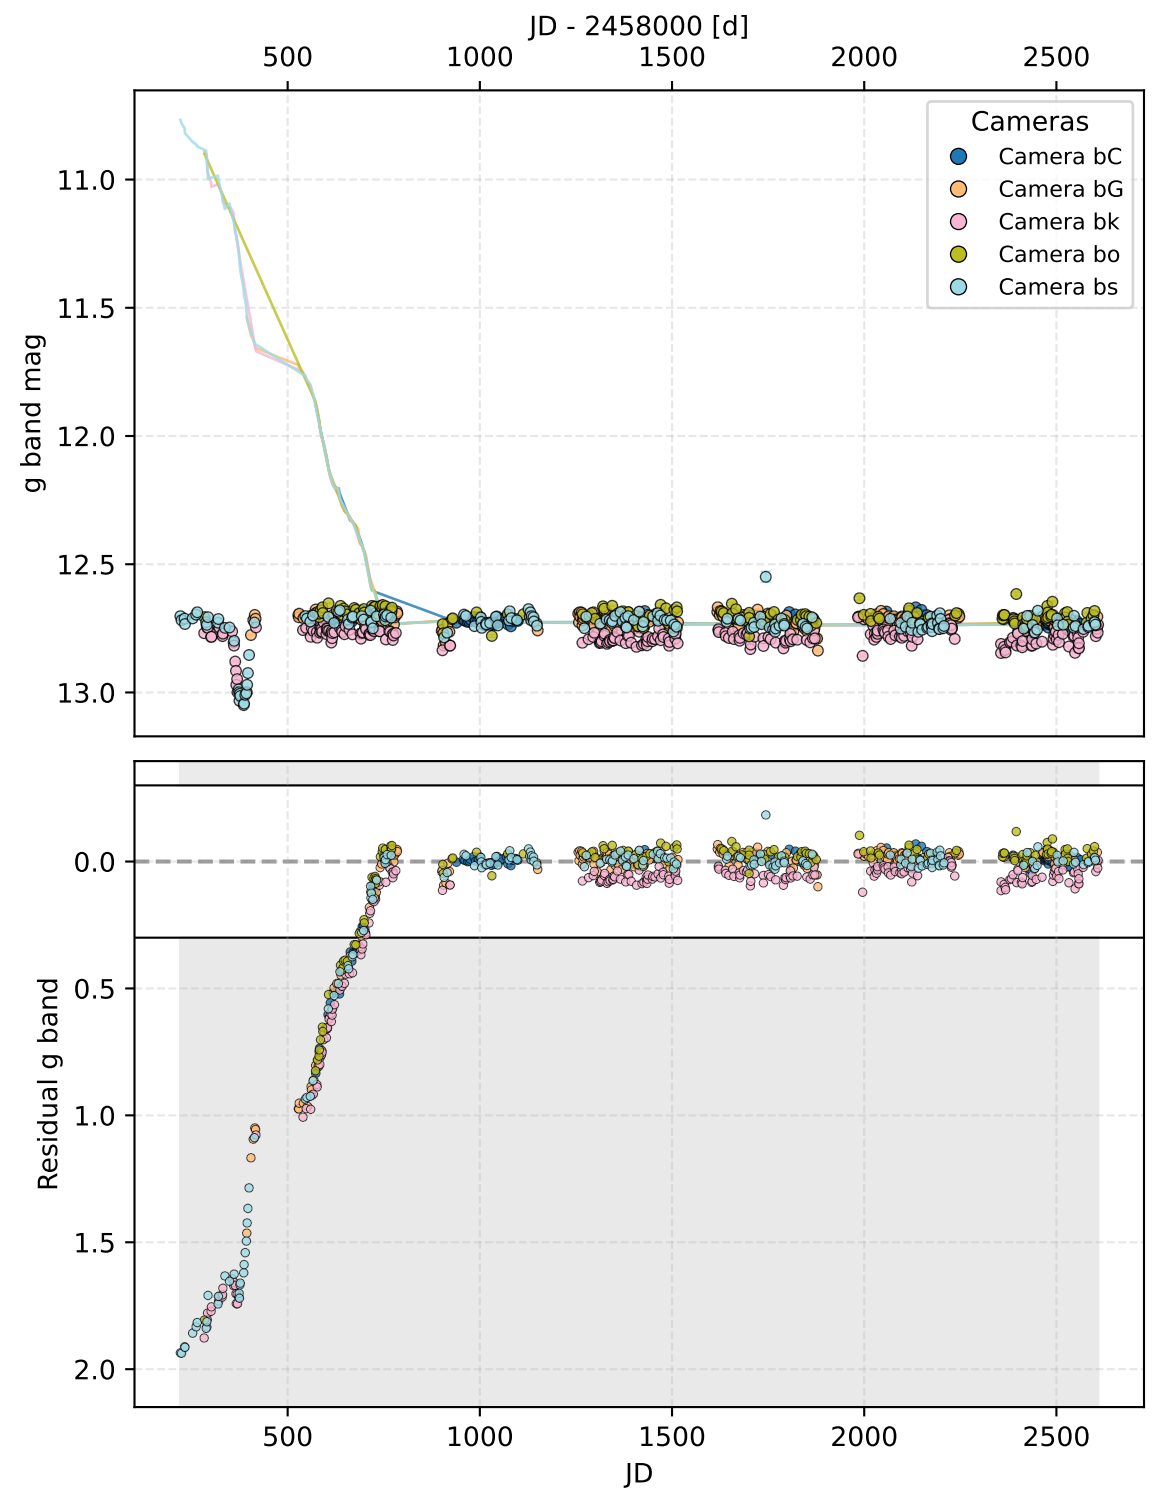 JD - 2458000 [d]
500 1000 1500 2000 2500
Cameras
Camera bC
Camera bG
Camera bk
Camera bo
Camera bs
g band mag
11.0
11.5
12.0
12.5
13.0
Residual g band
0.0
0.5
1.0
1.5
2.0
500 1000 1500 2000 2500
JD